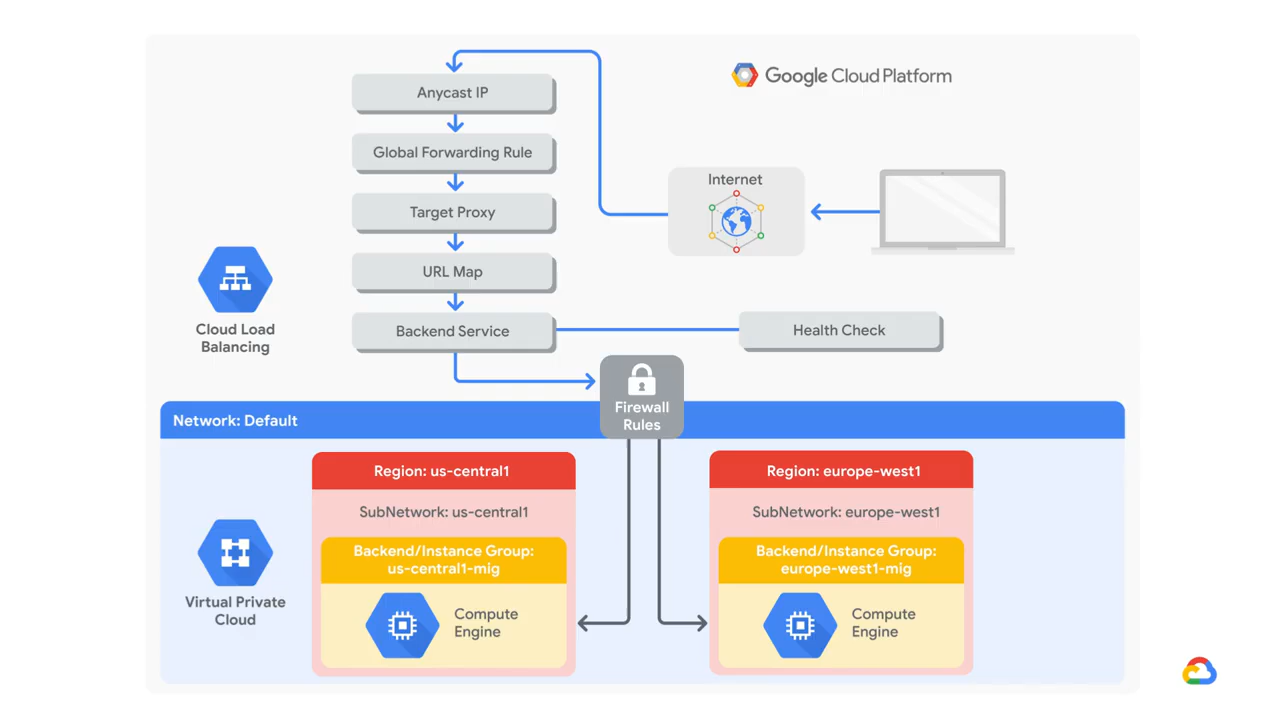 Google Cloud Platform
Anycast IP
Global Forwarding Rule
Internet
Target Proxy
URL Map
Cloud Load
Balancing
Backend Service
Health Check
Firewall
Rules
Network: Default
Region: us-central1
Region: europe-west1
SubNetwork: us-central1
SubNetwork: europe-west1
Backend/Instance Group:
us-central1-mig
Backend/Instance Group:
europe-west1-mig
Virtual Private
Cloud
Compute
Engine
Compute
Engine